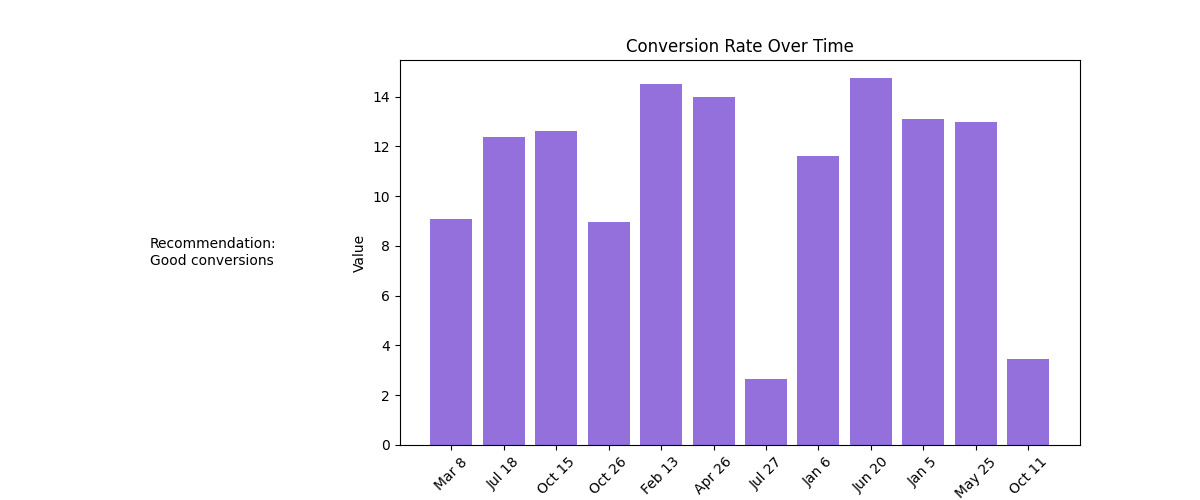 Conversion Rate Over Time
Recommendation:
Good conversions
Value
14
12
10
8
6
4
2
0
Mar 8
Jul 18
Oct 15
Oct 26
Feb 13
Apr 26
Jul 27
Jan 6
Jun 20
Jan 5
May 25
Oct 11